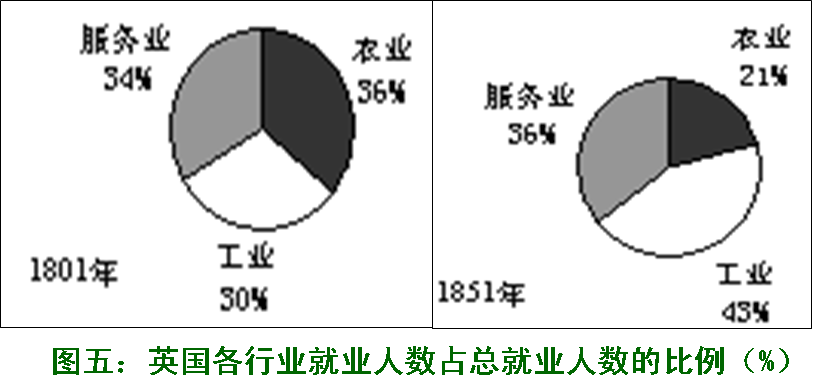 服务业
34%
农业
36%
工业
30%
1801年
服务业
36%
农业
21%
工业
43%
1851年
图五：英国各行业就业人数占总就业人数的比例（%）